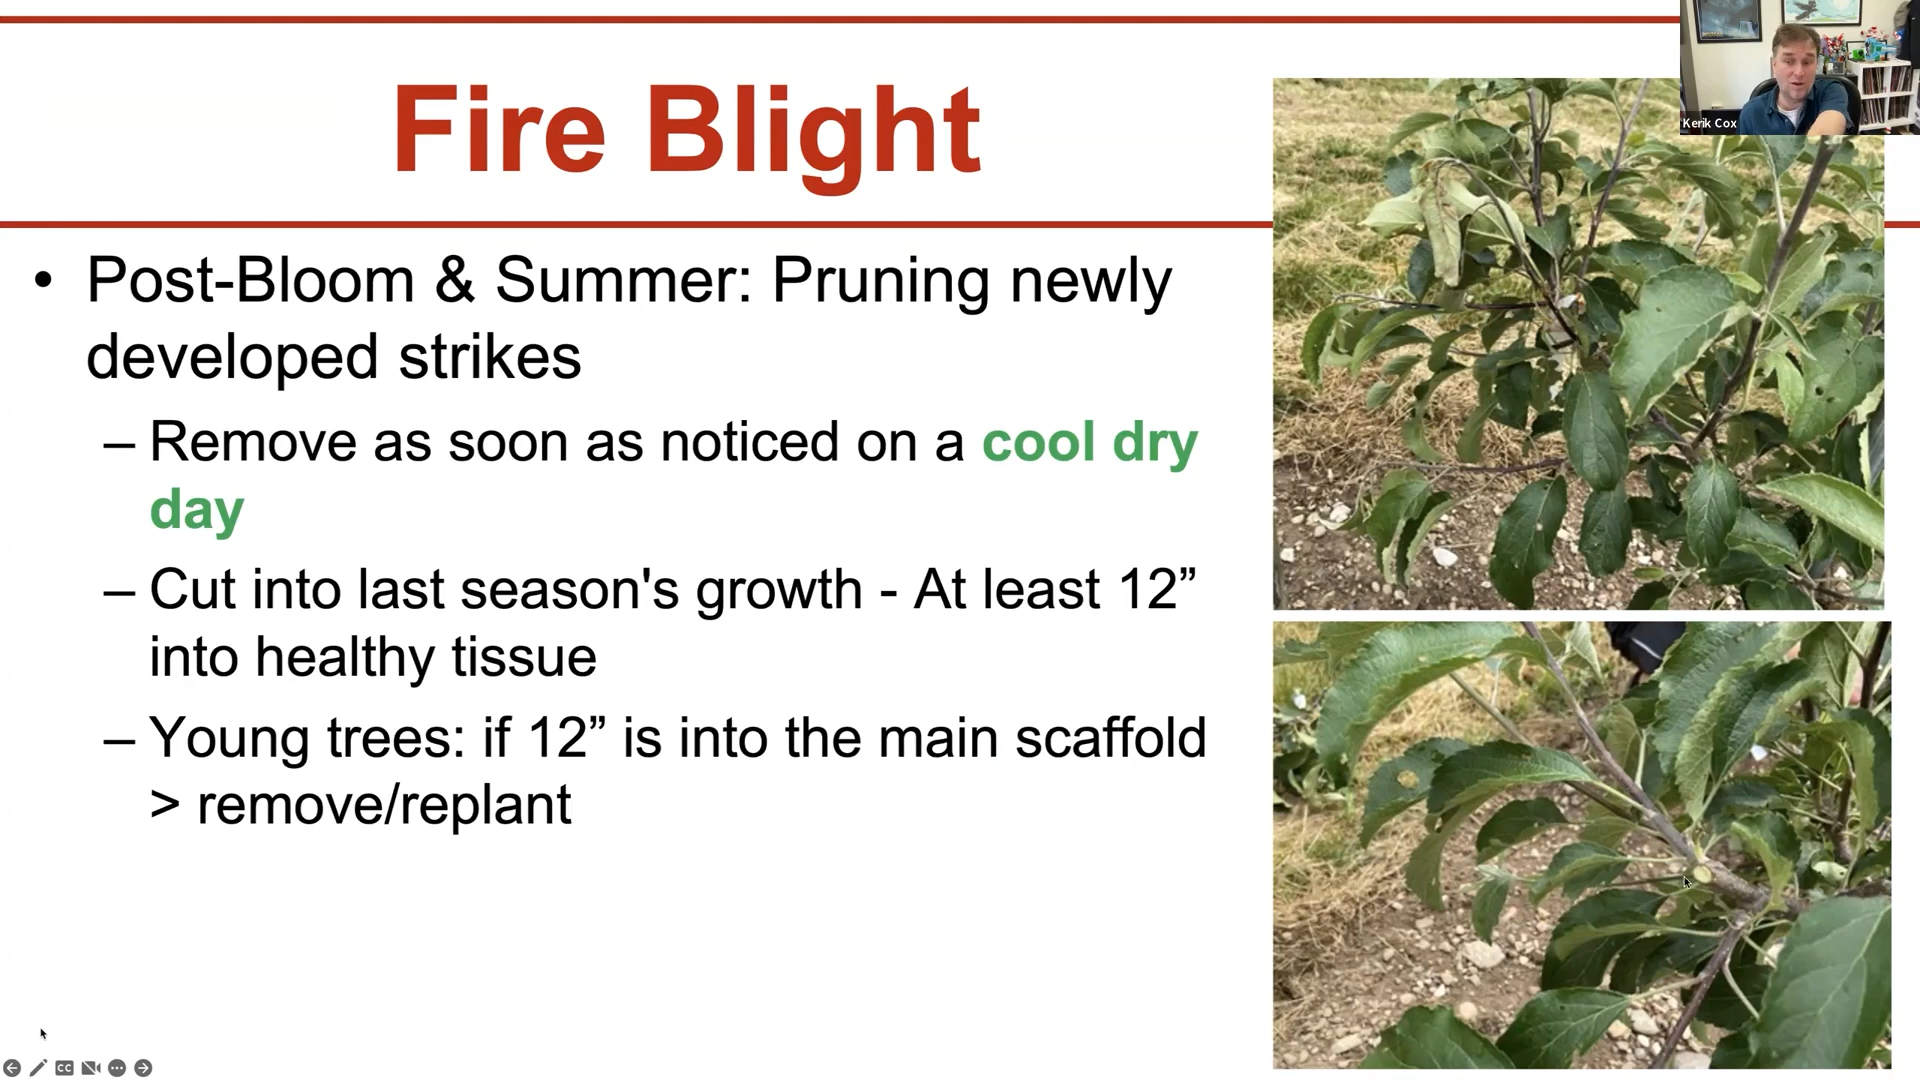 Kerik Cox
Fire Blight
• Post-Bloom & Summer: Pruning newly
developed strikes
– Remove as soon as noticed on a cool dry
day
– Cut into last season's growth - At least 12”
into healthy tissue
– Young trees: if 12” is into the main scaffold
> remove/replant
CC